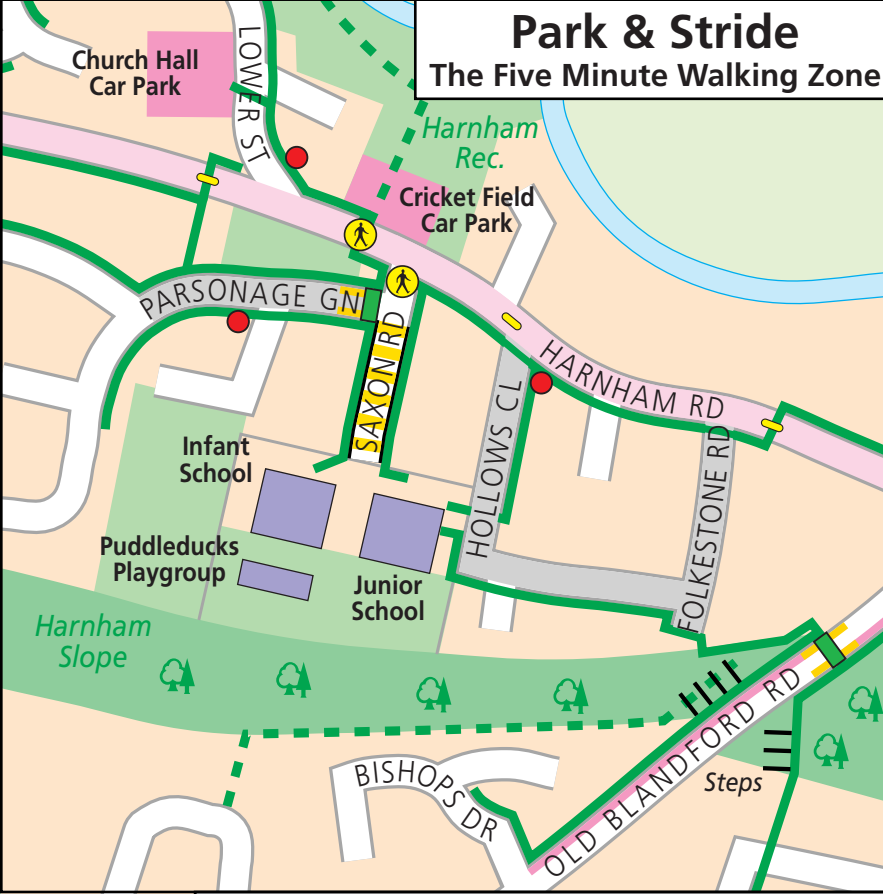 Park & Stride
The Five Minute Walking Zone
Church Hall
Car Park
LOWER ST
Harnham
Rec.
Cricket Field
Car Park
PARSONAGE GN
SAXON RD
HARNHAM RD
HOLLOWS CL
FOLKESTONE RD
Infant
School
Puddleducks
Playgroup
Junior
School
Harnham
Slope
BISHOPS DR
OLD BLANDFORD RD
Steps